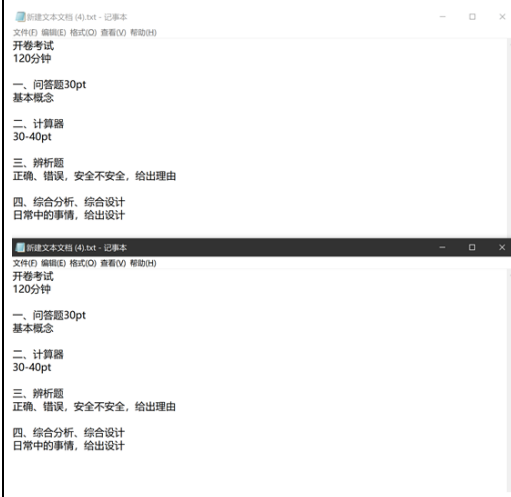 新建文本文档 (4).txt - 记事本
文件(F) 编辑(E) 格式(O) 查看(V) 帮助(H)
开卷考试
120分钟
一、问答题30pt
基本概念
二、计算器
30-40pt
三、辨析题
正确、错误，安全不安全，给出理由
四、综合分析、综合设计
日常中的事情，给出设计
新建文本文档 (4).txt - 记事本
文件(F) 编辑(E) 格式(O) 查看(V) 帮助(H)
开卷考试
120分钟
一、问答题30pt
基本概念
二、计算器
30-40pt
三、辨析题
正确、错误，安全不安全，给出理由
四、综合分析、综合设计
日常中的事情，给出设计